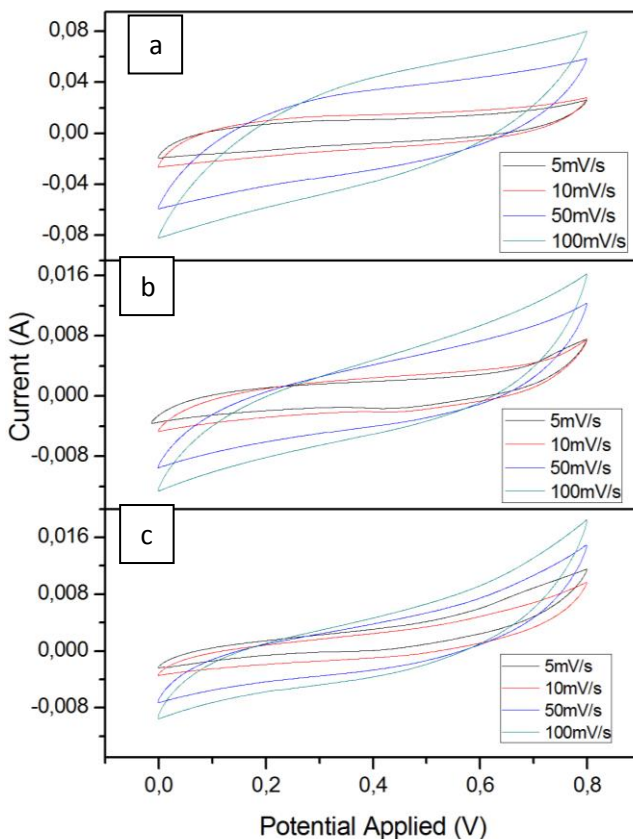 a
0,08
0,04
0,00
-0,04
-0,08
5mV/s
10mV/s
50mV/s
100mV/s
b
0,016
0,008
0,000
-0,008
5mV/s
10mV/s
50mV/s
100mV/s
c
0,016
0,008
0,000
-0,008
5mV/s
10mV/s
50mV/s
100mV/s
Current (A)
0,0 0,2 0,4 0,6 0,8
Potential Applied (V)